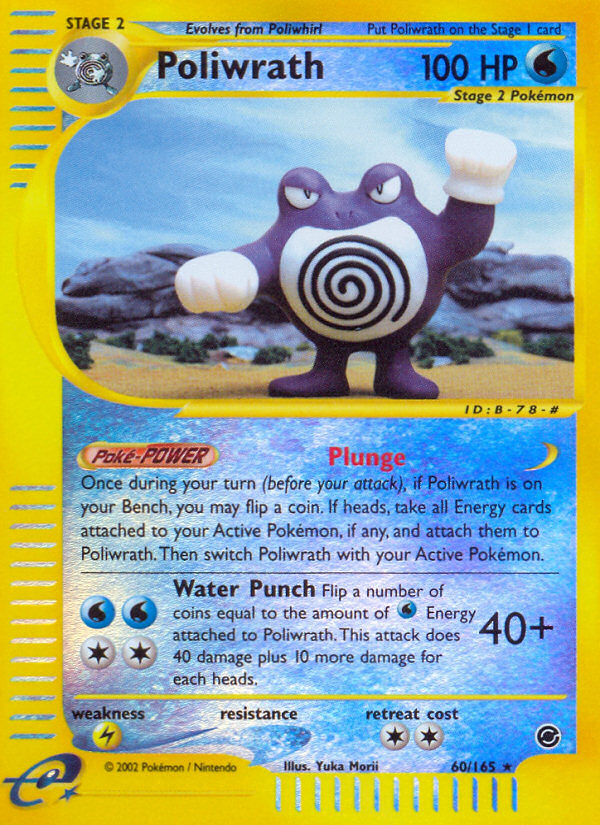 STAGE 2
Evolves from Poliwhirl
Put Poliwrath on the Stage 1 card
Poliwrath
100 HP
Stage 2 Pokémon
ID:B-78-#
Poké-POWER
Plunge
Once during your turn (before your attack), if Poliwrath is on
your Bench, you may flip a coin. If heads, take all Energy cards
attached to your Active Pokémon, if any, and attach them to
Poliwrath. Then switch Poliwrath with your Active Pokémon.
Water Punch Flip a number of
coins equal to the amount of Energy
attached to Poliwrath. This attack does
40 damage plus 10 more damage for
each heads.
40+
weakness
resistance
retreat cost
© 2002 Pokémon / Nintendo
Illus. Yuka Morii
60/165 ★
e